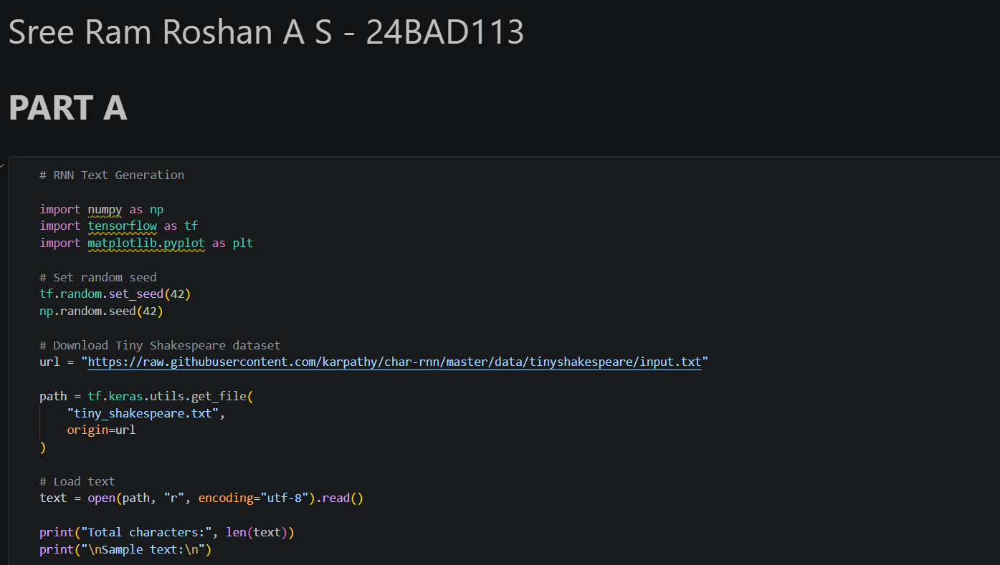 Sree Ram Roshan A S - 24BAD113
PART A
# RNN Text Generation
import numpy as np
import tensorflow as tf
import matplotlib.pyplot as plt
# Set random seed
tf.random.set_seed(42)
np.random.seed(42)
# Download Tiny Shakespeare dataset
url = "https://raw.githubusercontent.com/karpathy/char-rnn/master/data/tinyshakespeare/input.txt"
path = tf.keras.utils.get_file(
    "tiny_shakespeare.txt",
    origin=url
)
# Load text
text = open(path, "r", encoding="utf-8").read()
print("Total characters:", len(text))
print("\nSample text:\n")